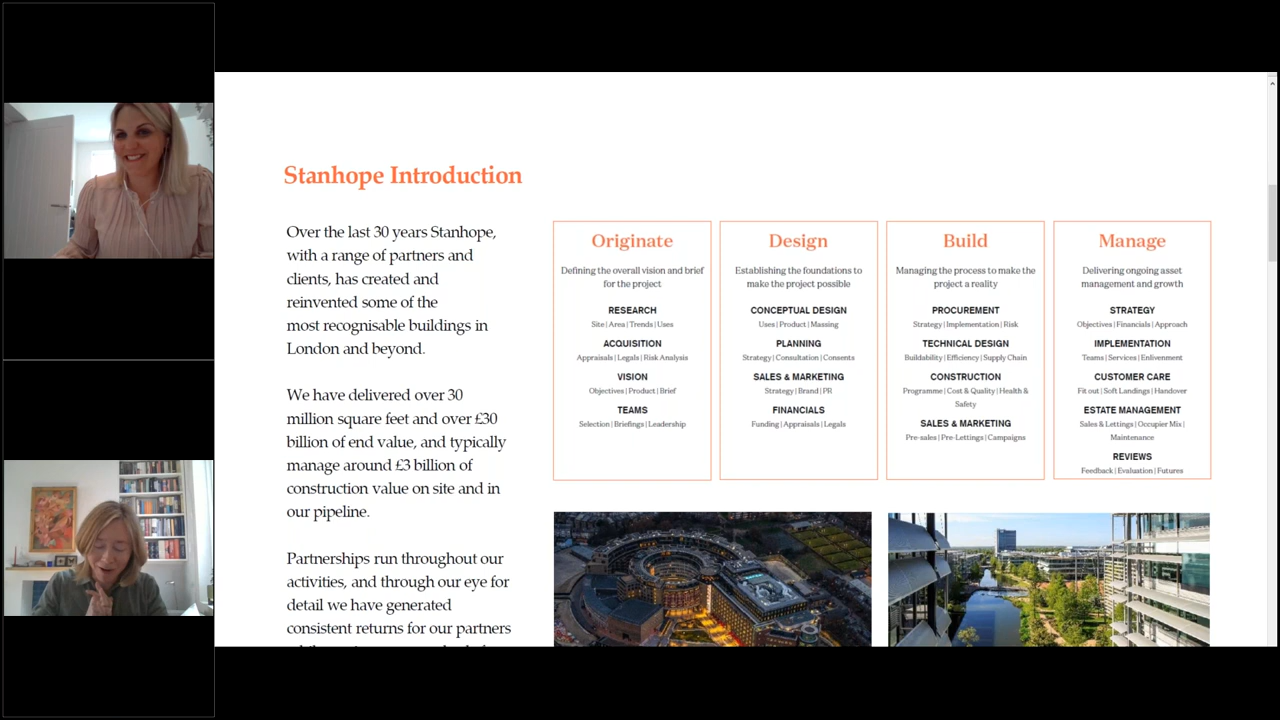 Stanhope Introduction
Over the last 30 years Stanhope,
with a range of partners and
clients, has created and
reinvented some of the
most recognisable buildings in
London and beyond.
We have delivered over 30
million square feet and over £30
billion of end value, and typically
manage around £3 billion of
construction value on site and in
our pipeline.
Partnerships run throughout our
activities, and through our eye for
detail we have generated
consistent returns for our partners
Originate
Defining the overall vision and brief
for the project
RESEARCH
Site | Area | Trends | Uses
ACQUISITION
Appraisals | Legals | Risk Analysis
VISION
Objectives | Product | Brief
TEAMS
Selection | Briefings | Leadership
Design
Establishing the foundations to
make the project possible
CONCEPTUAL DESIGN
Uses | Product | Massing
PLANNING
Strategy | Consultation | Consents
SALES & MARKETING
Strategy | Brand | PR
FINANCIALS
Funding | Appraisals | Legals
Build
Managing the process to make the
project a reality
PROCUREMENT
Strategy | Implementation | Risk
TECHNICAL DESIGN
Buildability | Efficiency | Supply Chain
CONSTRUCTION
Programme | Cost & Quality | Health &
Safety
SALES & MARKETING
Pre-sales | Pre-Lettings | Campaigns
Manage
Delivering ongoing asset
management and growth
STRATEGY
Objectives | Financials | Approach
IMPLEMENTATION
Teams | Services | Enlivenment
CUSTOMER CARE
Fit out | Soft Landings | Handover
ESTATE MANAGEMENT
Sales & Lettings | Occupier Mix |
Maintenance
REVIEWS
Feedback | Evaluation | Futures